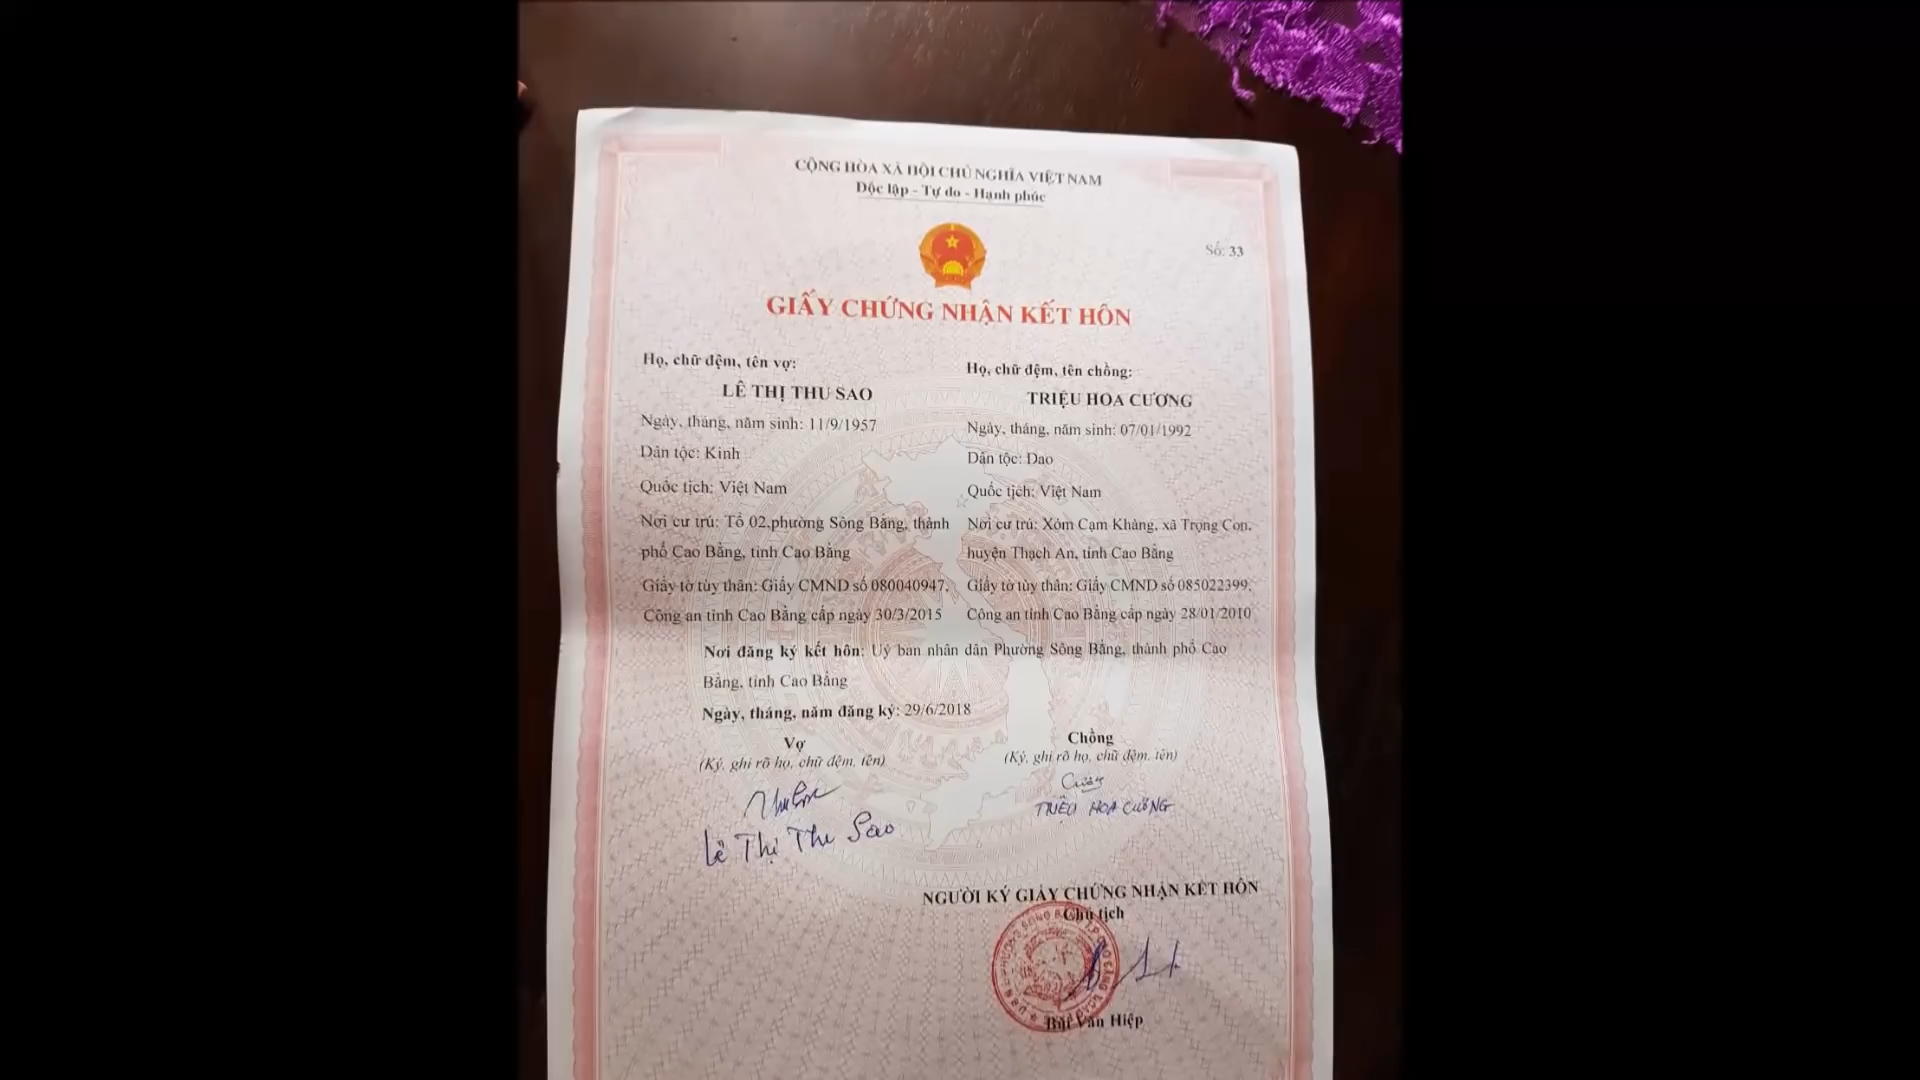 CỘNG HÒA XÃ HỘI CHỦ NGHĨA VIỆT NAM
Độc lập - Tự do - Hạnh phúc
Số: 33
GIẤY CHỨNG NHẬN KẾT HÔN
Họ, chữ đệm, tên vợ:
LÊ THỊ THU SAO
Ngày, tháng, năm sinh: 11/9/1957
Dân tộc: Kinh
Quốc tịch: Việt Nam
Nơi cư trú: Tổ 02,phường Sông Bằng, thành
phố Cao Bằng, tỉnh Cao Bằng
Giấy tờ tùy thân: Giấy CMND số 080040947,
Công an tỉnh Cao Bằng cấp ngày 30/3/2015
Họ, chữ đệm, tên chồng:
TRIỆU HOA CƯƠNG
Ngày, tháng, năm sinh: 07/01/1992
Dân tộc: Dao
Quốc tịch: Việt Nam
Nơi cư trú: Xóm Cạm Khàng, xã Trọng Con,
huyện Thạch An, tỉnh Cao Bằng
Giấy tờ tùy thân: Giấy CMND số 085022399,
Công an tỉnh Cao Bằng cấp ngày 28/01/2010
Nơi đăng ký kết hôn: Uỷ ban nhân dân Phường Sông Bằng, thành phố Cao
Bằng, tỉnh Cao Bằng
Ngày, tháng, năm đăng ký: 29/6/2018
Vợ
(Ký, ghi rõ họ, chữ đệm, tên)
Lê Thị Thu Sao
Chồng
(Ký, ghi rõ họ, chữ đệm, tên)
Cương
TRIỆU HOA CƯƠNG
NGƯỜI KÝ GIẤY CHỨNG NHẬN KẾT HÔN
Chủ tịch
Bùi Văn Hiệp